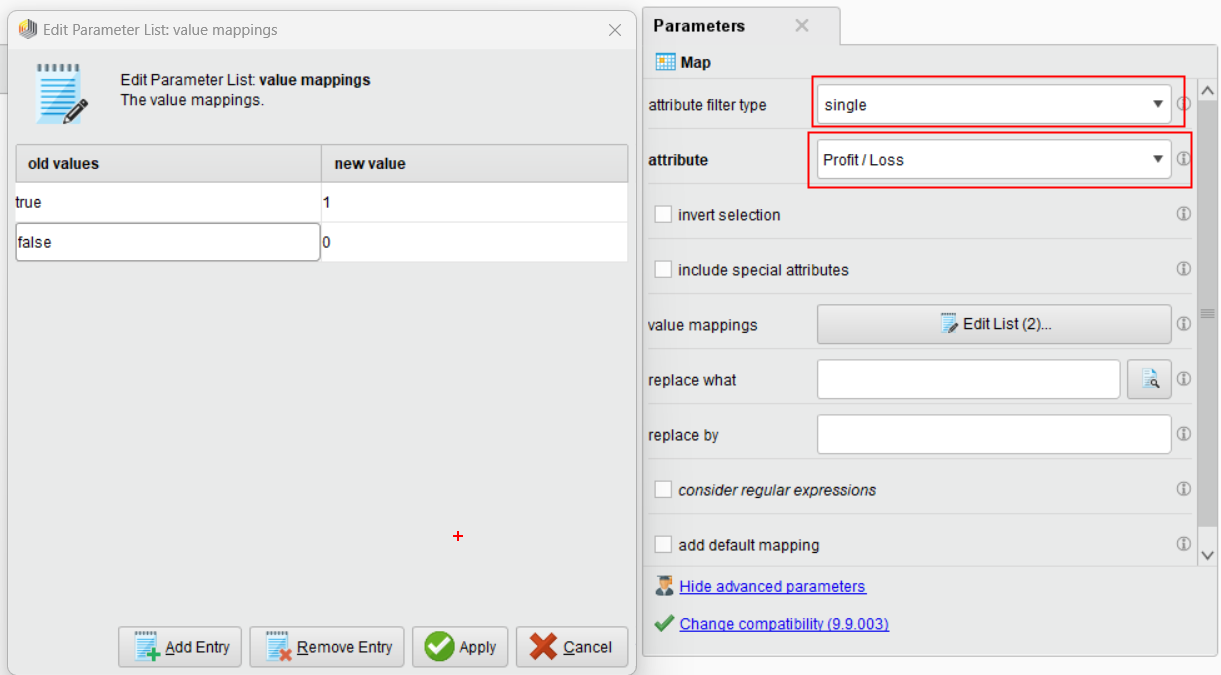 Edit Parameter List: value mappings
Edit Parameter List: value mappings
The value mappings.
old values new value
true 1
false 0
Add Entry Remove Entry Apply Cancel
Parameters
Map
attribute filter type single
attribute Profit / Loss
invert selection
include special attributes
value mappings Edit List (2)...
replace what
replace by
consider regular expressions
add default mapping
Hide advanced parameters
Change compatibility (9.9.003)